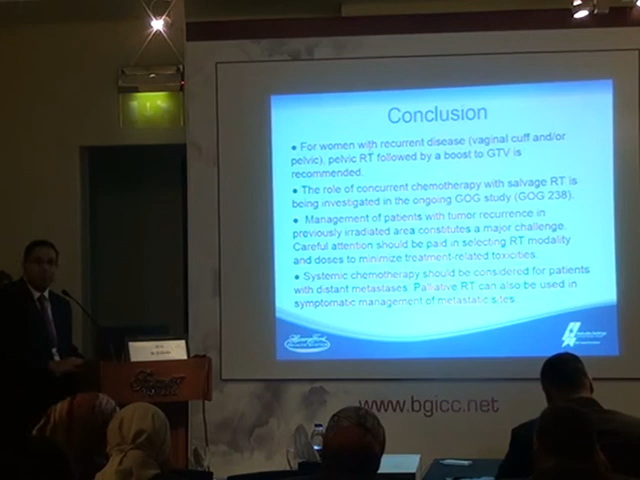 Conclusion
● For women with recurrent disease (vaginal cuff and/or
pelvic), pelvic RT followed by a boost to GTV is
recommended.
● The role of concurrent chemotherapy with salvage RT is
being investigated in the ongoing GOG study (GOG 238).
● Management of patients with tumor recurrence in
previously irradiated area constitutes a major challenge.
Careful attention should be paid in selecting RT modality
and doses to minimize treatment-related toxicities.
● Systemic chemotherapy should be considered for patients
with distant metastases. Palliative RT can also be used in
symptomatic management of metastatic sites.
www.bgicc.net